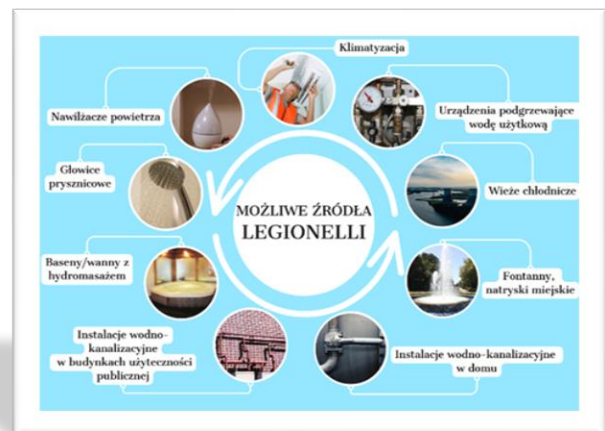 Klimatyzacja
Nawilżacze powietrza
Urządzenia podgrzewające
wodę użytkową
Głowice
prysznicowe
MOŻLIWE ŹRÓDŁA
LEGIONELLI
Wieże chłodnicze
Baseny/wanny z
hydromasażem
Fontanny,
natryski miejskie
Instalacje wodno-
kanalizacyjne
w budynkach użyteczności
publicznej
Instalacje wodno-kanalizacyjne
w domu